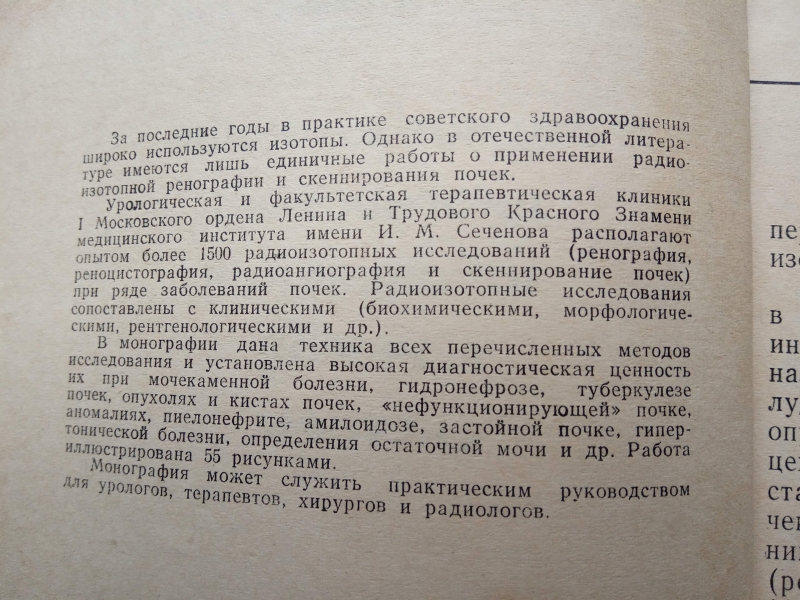 За последние годы в практике советского здравоохранения
широко используются изотопы. Однако в отечественной литера-
туре имеются лишь единичные работы о применении радио-
изотопной ренографии и скеннирования почек.
Урологическая и факультетская терапевтическая клиники
I Московского ордена Ленина и Трудового Красного Знамени
медицинского института имени И. М. Сеченова располагают
опытом более 1500 радиоизотопных исследований (ренография,
реноцистография, радиоангиография и скеннирование почек)
при ряде заболеваний почек. Радиоизотопные исследования
сопоставлены с клиническими (биохимическими, морфологиче-
скими, рентгенологическими и др.).
В монографии дана техника всех перечисленных методов
исследования и установлена высокая диагностическая ценность
их при мочекаменной болезни, гидронефрозе, туберкулезе
почек, опухолях и кистах почек, «нефункционирующей» почке,
аномалиях, пиелонефрите, амилоидозе, застойной почке, гипер-
тонической болезни, определения остаточной мочи и др. Работа
иллюстрирована 55 рисунками.
Монография может служить практическим руководством
для урологов, терапевтов, хирургов и радиологов.
пе
изо
в
ин
на
лу
оп
це
ста
че
ни
(ре